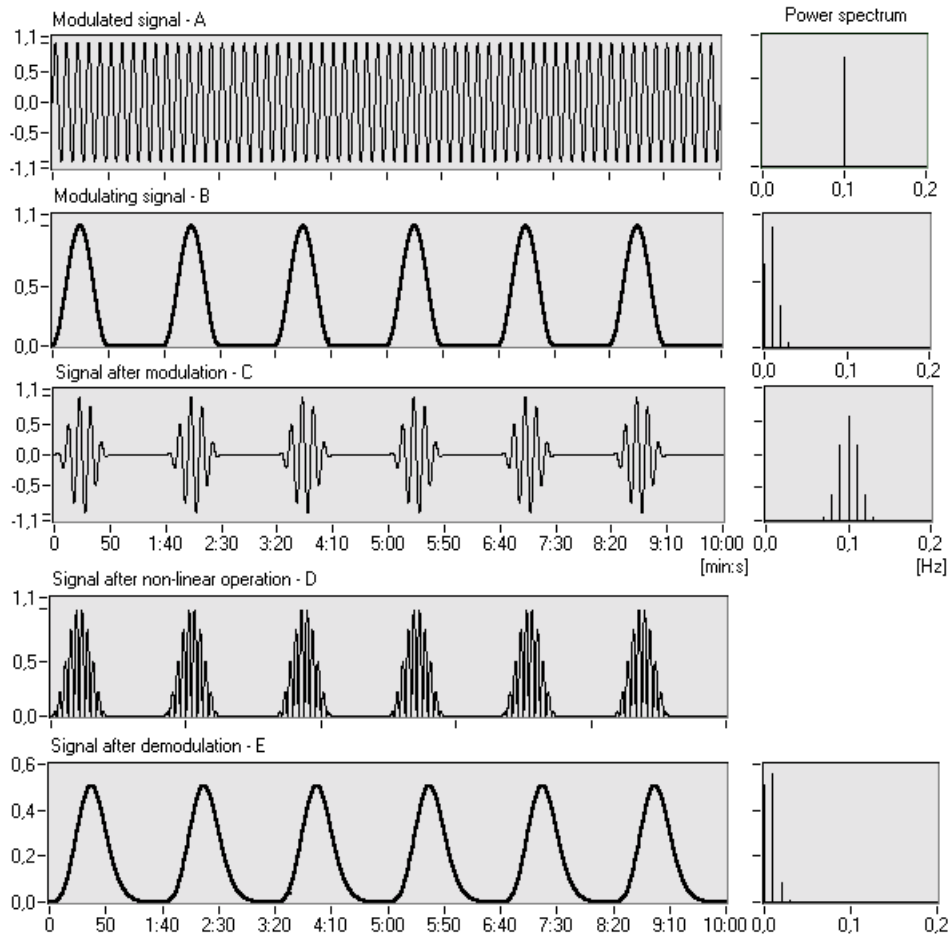 Modulated signal - A
Power spectrum
1,1
0,5
0,0
-0,5
-1,1
0,0 0,1 0,2
Modulating signal - B
1,1
0,5
0,0
0,0 0,1 0,2
Signal after modulation - C
1,1
0,5
0,0
-0,5
-1,1
0 50 1:40 2:30 3:20 4:10 5:00 5:50 6:40 7:30 8:20 9:10 10:00
[min:s]
0,0 0,1 0,2
[Hz]
Signal after non-linear operation - D
1,1
0,5
0,0
Signal after demodulation - E
0,6
0,4
0,2
0,0
0 50 1:40 2:30 3:20 4:10 5:00 5:50 6:40 7:30 8:20 9:10 10:00
0,0 0,1 0,2